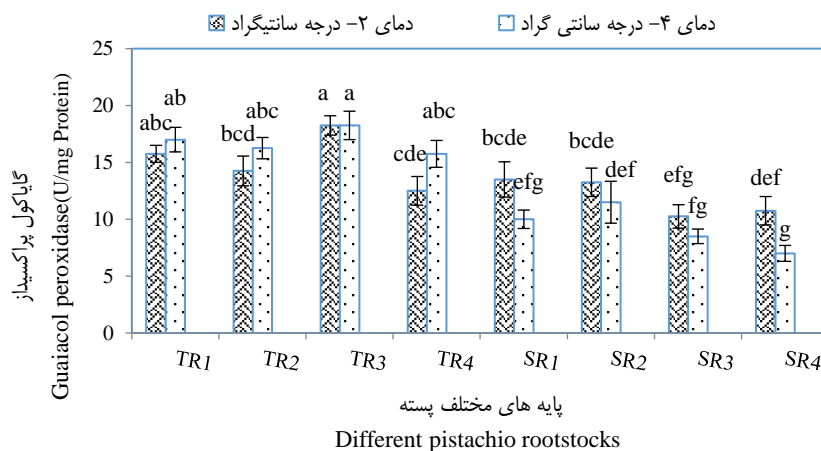 دمای ۲- درجه سانتیگراد
دمای ۴- درجه سانتی گراد
گایاکول پراکسیداز
Guaiacol peroxidase(U/mg Protein)
25
20
15
10
5
0
abc
ab
bcd
abc
a
a
cde
abc
bcde
efg
bcde
def
efg
fg
def
g
TR1
TR2
TR3
TR4
SR1
SR2
SR3
SR4
پایه های مختلف پسته
Different pistachio rootstocks